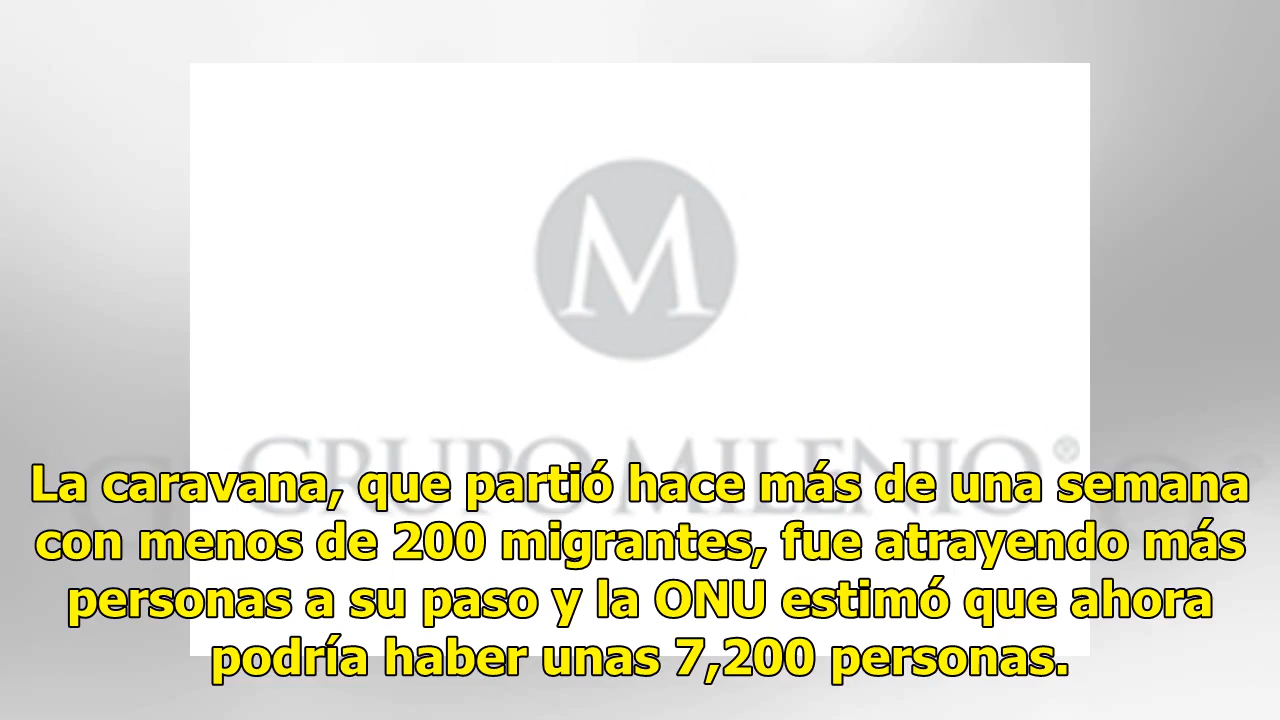 M
GRUPO MILENIO®
La caravana, que partió hace más de una semana
con menos de 200 migrantes, fue atrayendo más
personas a su paso y la ONU estimó que ahora
podría haber unas 7,200 personas.